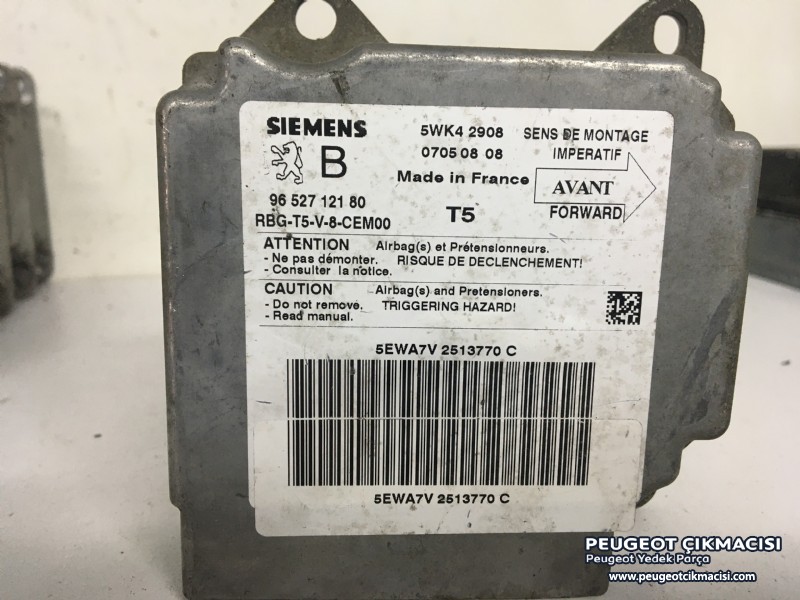 SIEMENS
5WK4 2908
SENS DE MONTAGE
B
0705 08 08
IMPERATIF
Made in France
AVANT
96 527 121 80
T5
FORWARD
RBG-T5-V-8-CEM00
ATTENTION Airbag(s) et Prétensionneurs.
- Ne pas démonter. RISQUE DE DECLENCHEMENT!
- Consulter la notice.
CAUTION Airbag(s) and Pretensioners.
- Do not remove. TRIGGERING HAZARD!
- Read manual.
5EWA7V 2513770 C
5EWA7V 2513770 C
PEUGEOT ÇIKMACISI
Peugeot Yedek Parça
www.peugeotcikmacisi.com